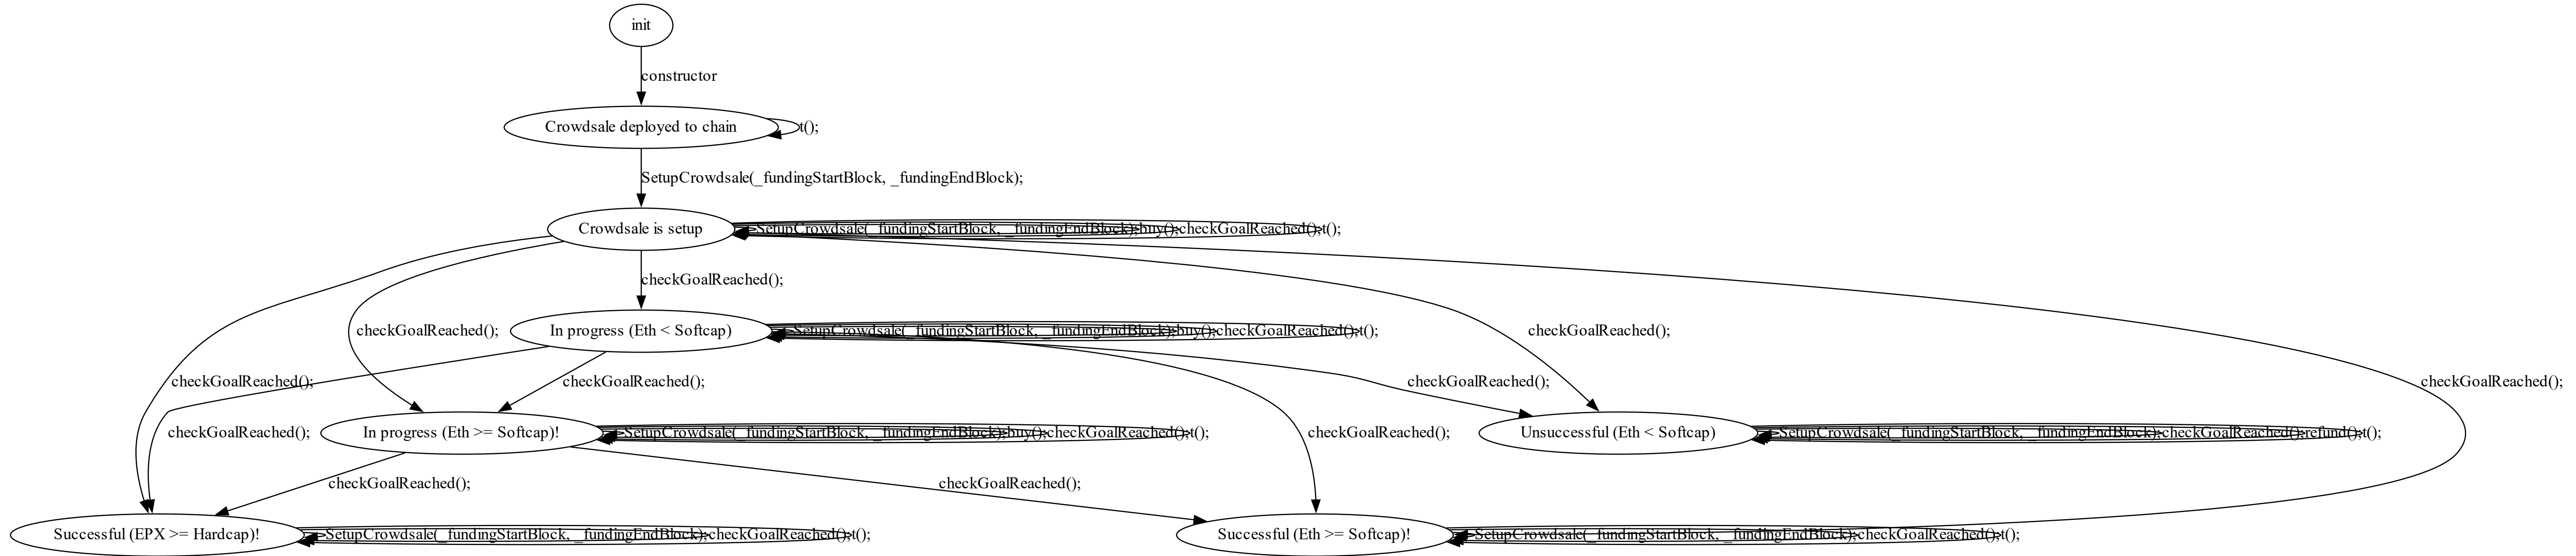 init
constructor
Crowdsale deployed to chain
t();
SetupCrowdsale(_fundingStartBlock, _fundingEndBlock);
Crowdsale is setup
SetupCrowdsale(_fundingStartBlock, _fundingEndBlock);
buy();
checkGoalReached();
t();
checkGoalReached();
In progress (Eth < Softcap)
SetupCrowdsale(_fundingStartBlock, _fundingEndBlock);
buy();
checkGoalReached();
t();
checkGoalReached();
checkGoalReached();
checkGoalReached();
checkGoalReached();
checkGoalReached();
checkGoalReached();
In progress (Eth >= Softcap)!
SetupCrowdsale(_fundingStartBlock, _fundingEndBlock);
buy();
checkGoalReached();
t();
Unsuccessful (Eth < Softcap)
SetupCrowdsale(_fundingStartBlock, _fundingEndBlock);
checkGoalReached();
refund();
t();
checkGoalReached();
checkGoalReached();
checkGoalReached();
checkGoalReached();
Successful (EPX >= Hardcap)!
SetupCrowdsale(_fundingStartBlock, _fundingEndBlock);
checkGoalReached();
t();
Successful (Eth >= Softcap)!
SetupCrowdsale(_fundingStartBlock, _fundingEndBlock);
checkGoalReached();
t();